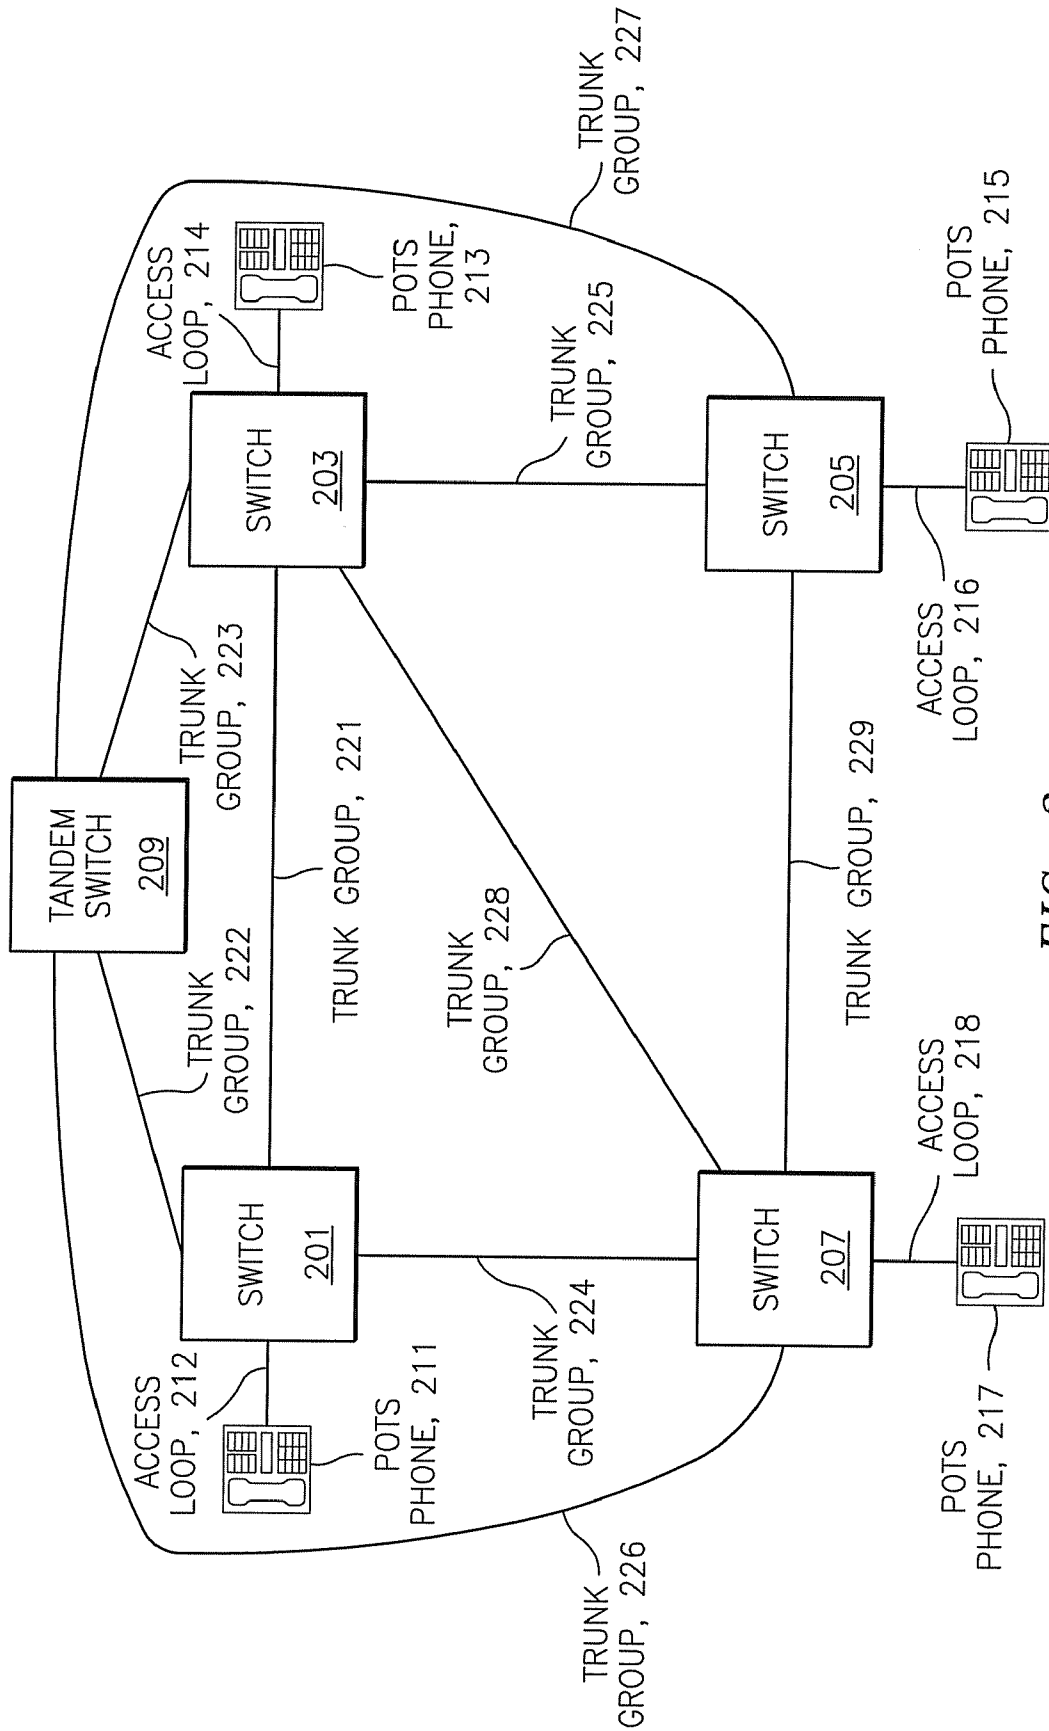 TANDEM
SWITCH
209
TRUNK
GROUP, 222
TRUNK
GROUP, 223
ACCESS
LOOP, 212
ACCESS
LOOP, 214
SWITCH
201
SWITCH
203
POTS
PHONE, 211
TRUNK GROUP, 221
POTS
PHONE,
213
TRUNK
GROUP, 226
TRUNK
GROUP, 224
TRUNK
GROUP, 228
TRUNK
GROUP, 225
TRUNK
GROUP, 227
SWITCH
207
SWITCH
205
TRUNK GROUP, 229
POTS
PHONE, 217
ACCESS
LOOP, 218
ACCESS
LOOP, 216
POTS
PHONE, 215